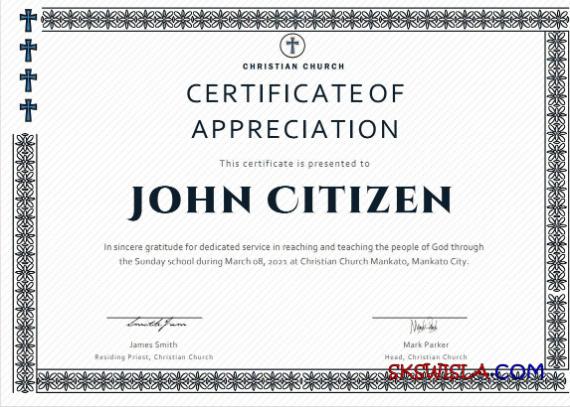 CHRISTIAN CHURCH
CERTIFICATE OF
APPRECIATION
This certificate is presented to
JOHN CITIZEN
In sincere gratitude for dedicated service in reaching and teaching the people of God through
the Sunday school during March 08, 2021 at Christian Church Mankato, Mankato City.
Smith Jam
James Smith
Residing Priest, Christian Church
Mark Parker
Head, Christian Church
SKSWISLA.COM